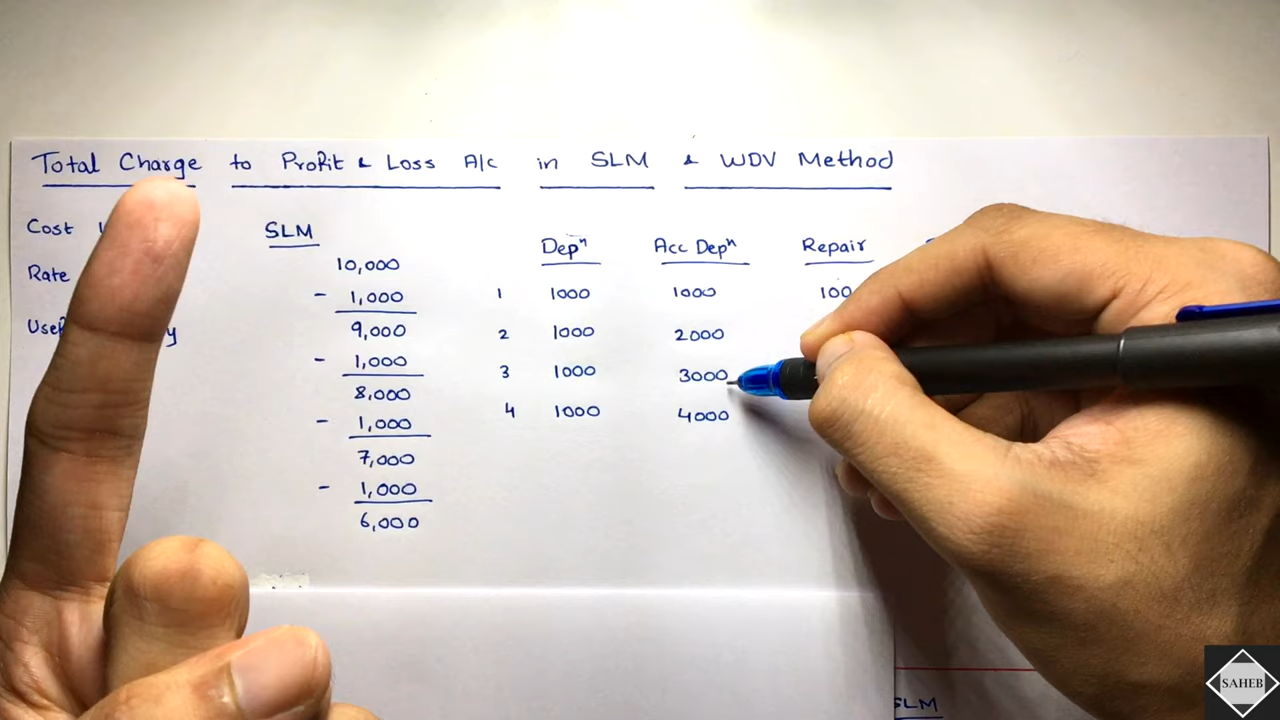 Total Charge to Profit & Loss A/c in SLM & WDV Method
Cost
Rate
SLM
10,000
- 1,000
9,000
- 1,000
8,000
- 1,000
7,000
- 1,000
6,000
Depⁿ Acc Depⁿ Repair
1 1000 1000 100
2 1000 2000
3 1000 3000
4 1000 4000
SLM
SAHEB